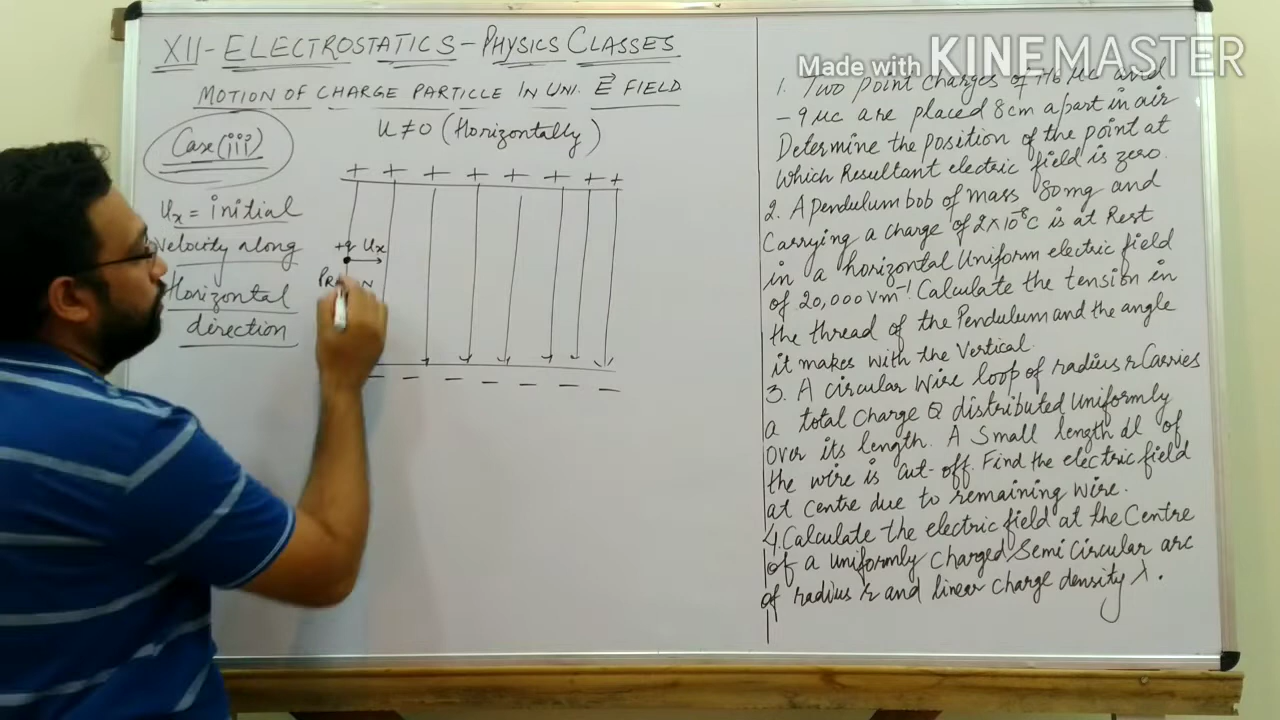 XII - ELECTROSTATICS - PHYSICS CLASSES
MOTION OF CHARGE PARTICLE IN UNI. E⃗ FIELD
Case (iii)
U ≠ 0 (Horizontally)
Ux = initial
Velocity along
Horizontal
direction
+ + + + + + + +
+q Ux
- - - - - - -
Made with KINEMASTER
1. Two point charges of +16 μc and
- 9 μc are placed 8cm apart in air
Determine the position of the point at
which Resultant electric field is zero.
2. A pendulum bob of mass 80 mg and
Carrying a charge of 2×10⁻⁸C is at Rest
in a horizontal Uniform electric field
of 20,000 Vm⁻¹. Calculate the tension in
the thread of the Pendulum and the angle
it makes with the Vertical.
3. A circular Wire loop of radius r Carries
a total charge Q distributed Uniformly
over its length. A Small length dl of
the wire is cut-off. Find the electric field
at centre due to remaining wire.
4. Calculate the electric field at the Centre
of a uniformly charged Semi Circular arc
of radius r and linear charge density λ.